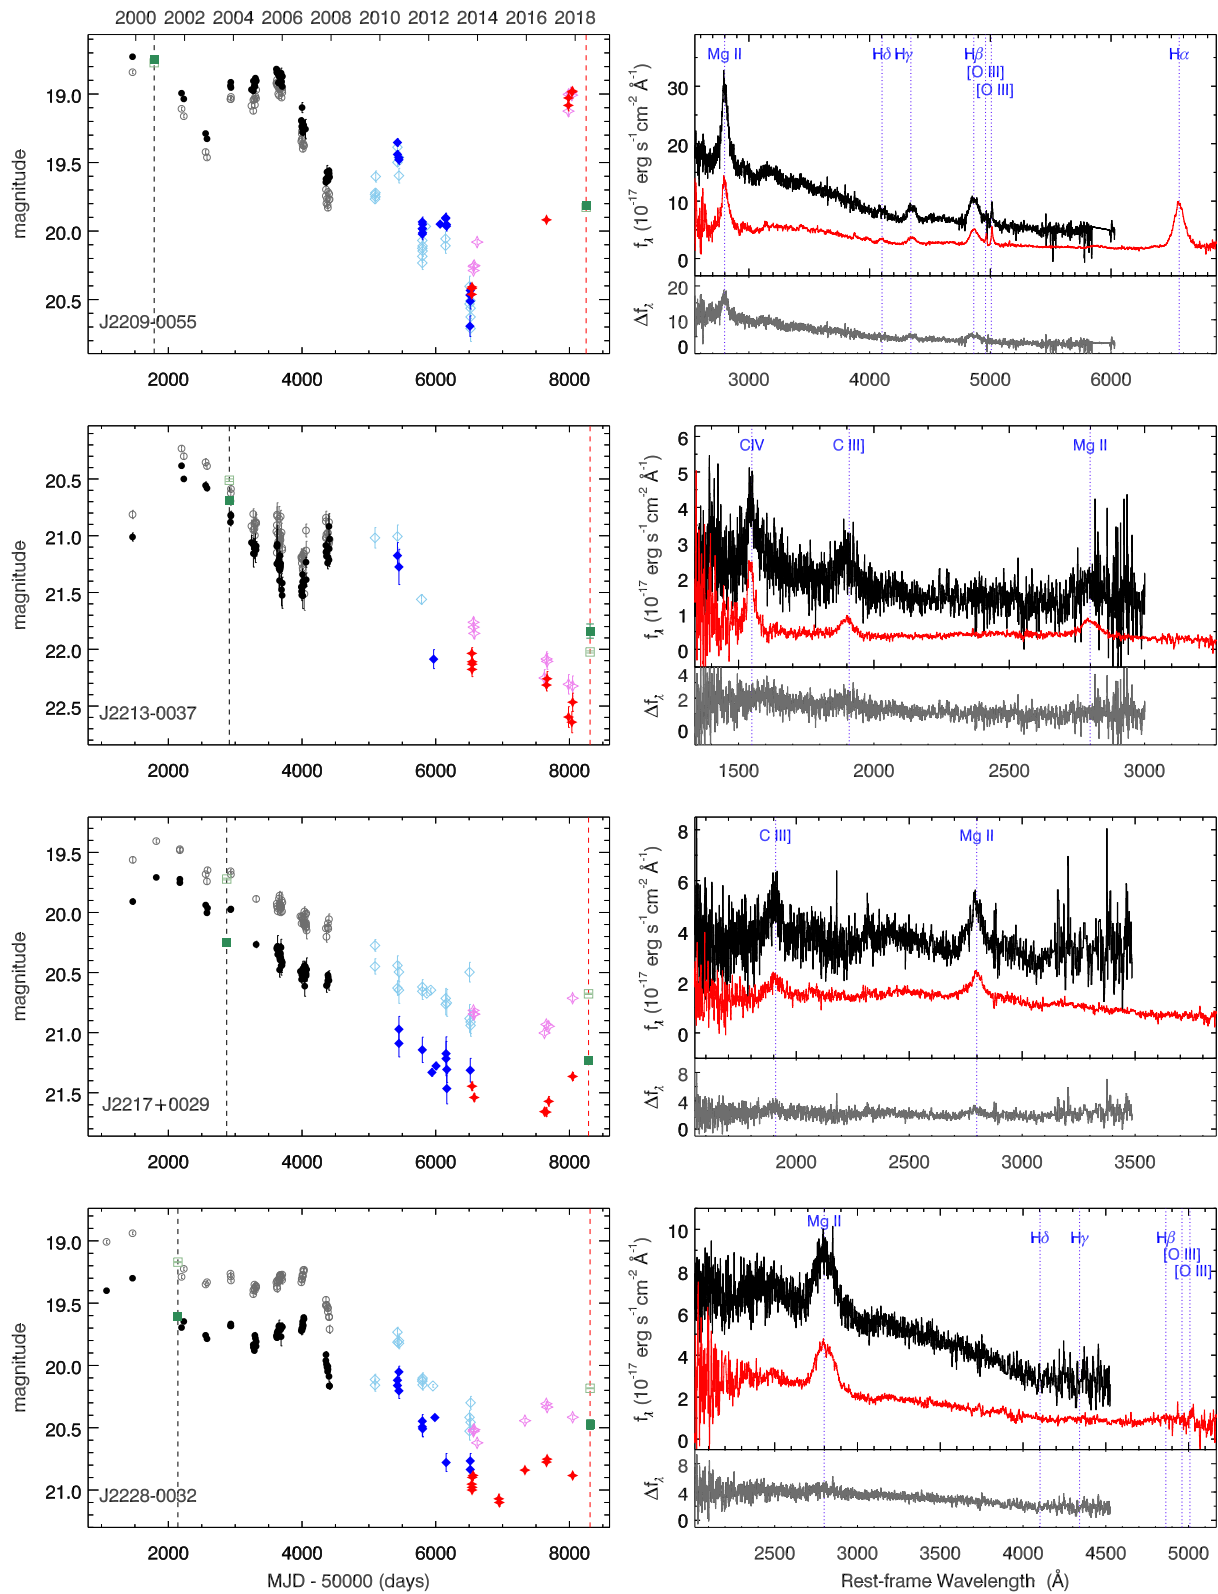 2000 2002 2004 2006 2008 2010 2012 2014 2016 2018
19.0
19.5
20.0
20.5
magnitude
J2209-0055
2000 4000 6000 8000
Mg II Hδ Hγ Hβ Hα
[O III]
[O III]
30
20
10
0
fλ (10⁻¹⁷ erg s⁻¹cm⁻² Å⁻¹)
20
10
0
Δfλ
3000 4000 5000 6000
20.5
21.0
21.5
22.0
22.5
magnitude
J2213-0037
2000 4000 6000 8000
CIV C III] Mg II
6
5
4
3
2
1
0
fλ (10⁻¹⁷ erg s⁻¹cm⁻² Å⁻¹)
4
2
0
Δfλ
1500 2000 2500 3000
19.5
20.0
20.5
21.0
21.5
magnitude
J2217+0029
2000 4000 6000 8000
C III] Mg II
8
6
4
2
0
fλ (10⁻¹⁷ erg s⁻¹cm⁻² Å⁻¹)
8
4
0
Δfλ
2000 2500 3000 3500
19.0
19.5
20.0
20.5
21.0
magnitude
J2228-0032
2000 4000 6000 8000
MJD - 50000 (days)
Mg II Hδ Hγ Hβ
[O III]
[O III]
10
8
6
4
2
0
fλ (10⁻¹⁷ erg s⁻¹cm⁻² Å⁻¹)
8
4
0
Δfλ
2500 3000 3500 4000 4500 5000
Rest-frame Wavelength (Å)